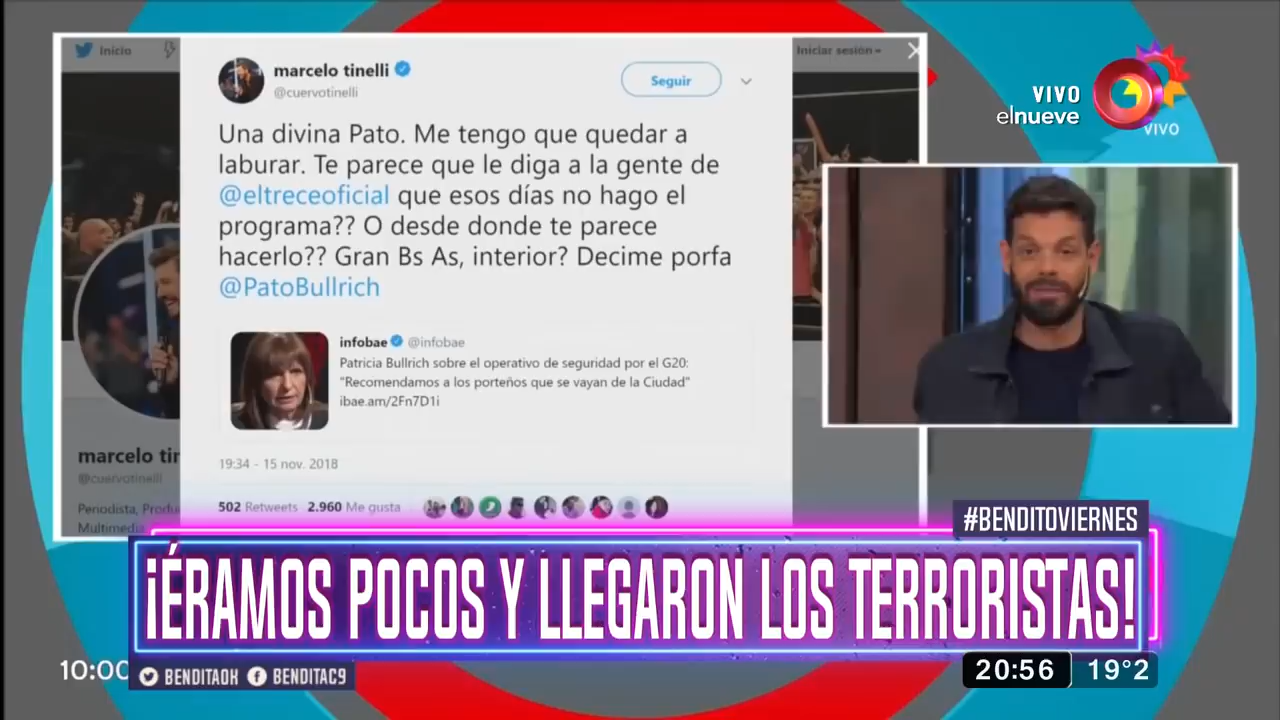 Inicio
Iniciar sesión
marcelo tinelli
@cuervotinelli
Seguir
Una divina Pato. Me tengo que quedar a
laburar. Te parece que le diga a la gente de
@eltreceoficial que esos días no hago el
programa?? O desde donde te parece
hacerlo?? Gran Bs As, interior? Decime porfa
@PatoBullrich
infobae @infobae
Patricia Bullrich sobre el operativo de seguridad por el G20:
"Recomendamos a los porteños que se vayan de la Ciudad"
ibae.am/2Fn7D1i
19:34 - 15 nov. 2018
502 Retweets 2.960 Me gusta
marcelo tin
@cuervotinelli
Periodista, Produ
Multimedia
VIVO
elnueve
VIVO
#BENDITOVIERNES
¡ÉRAMOS POCOS Y LLEGARON LOS TERRORISTAS!
10:00
BENDITAOK BENDITAC9
20:56 19°2